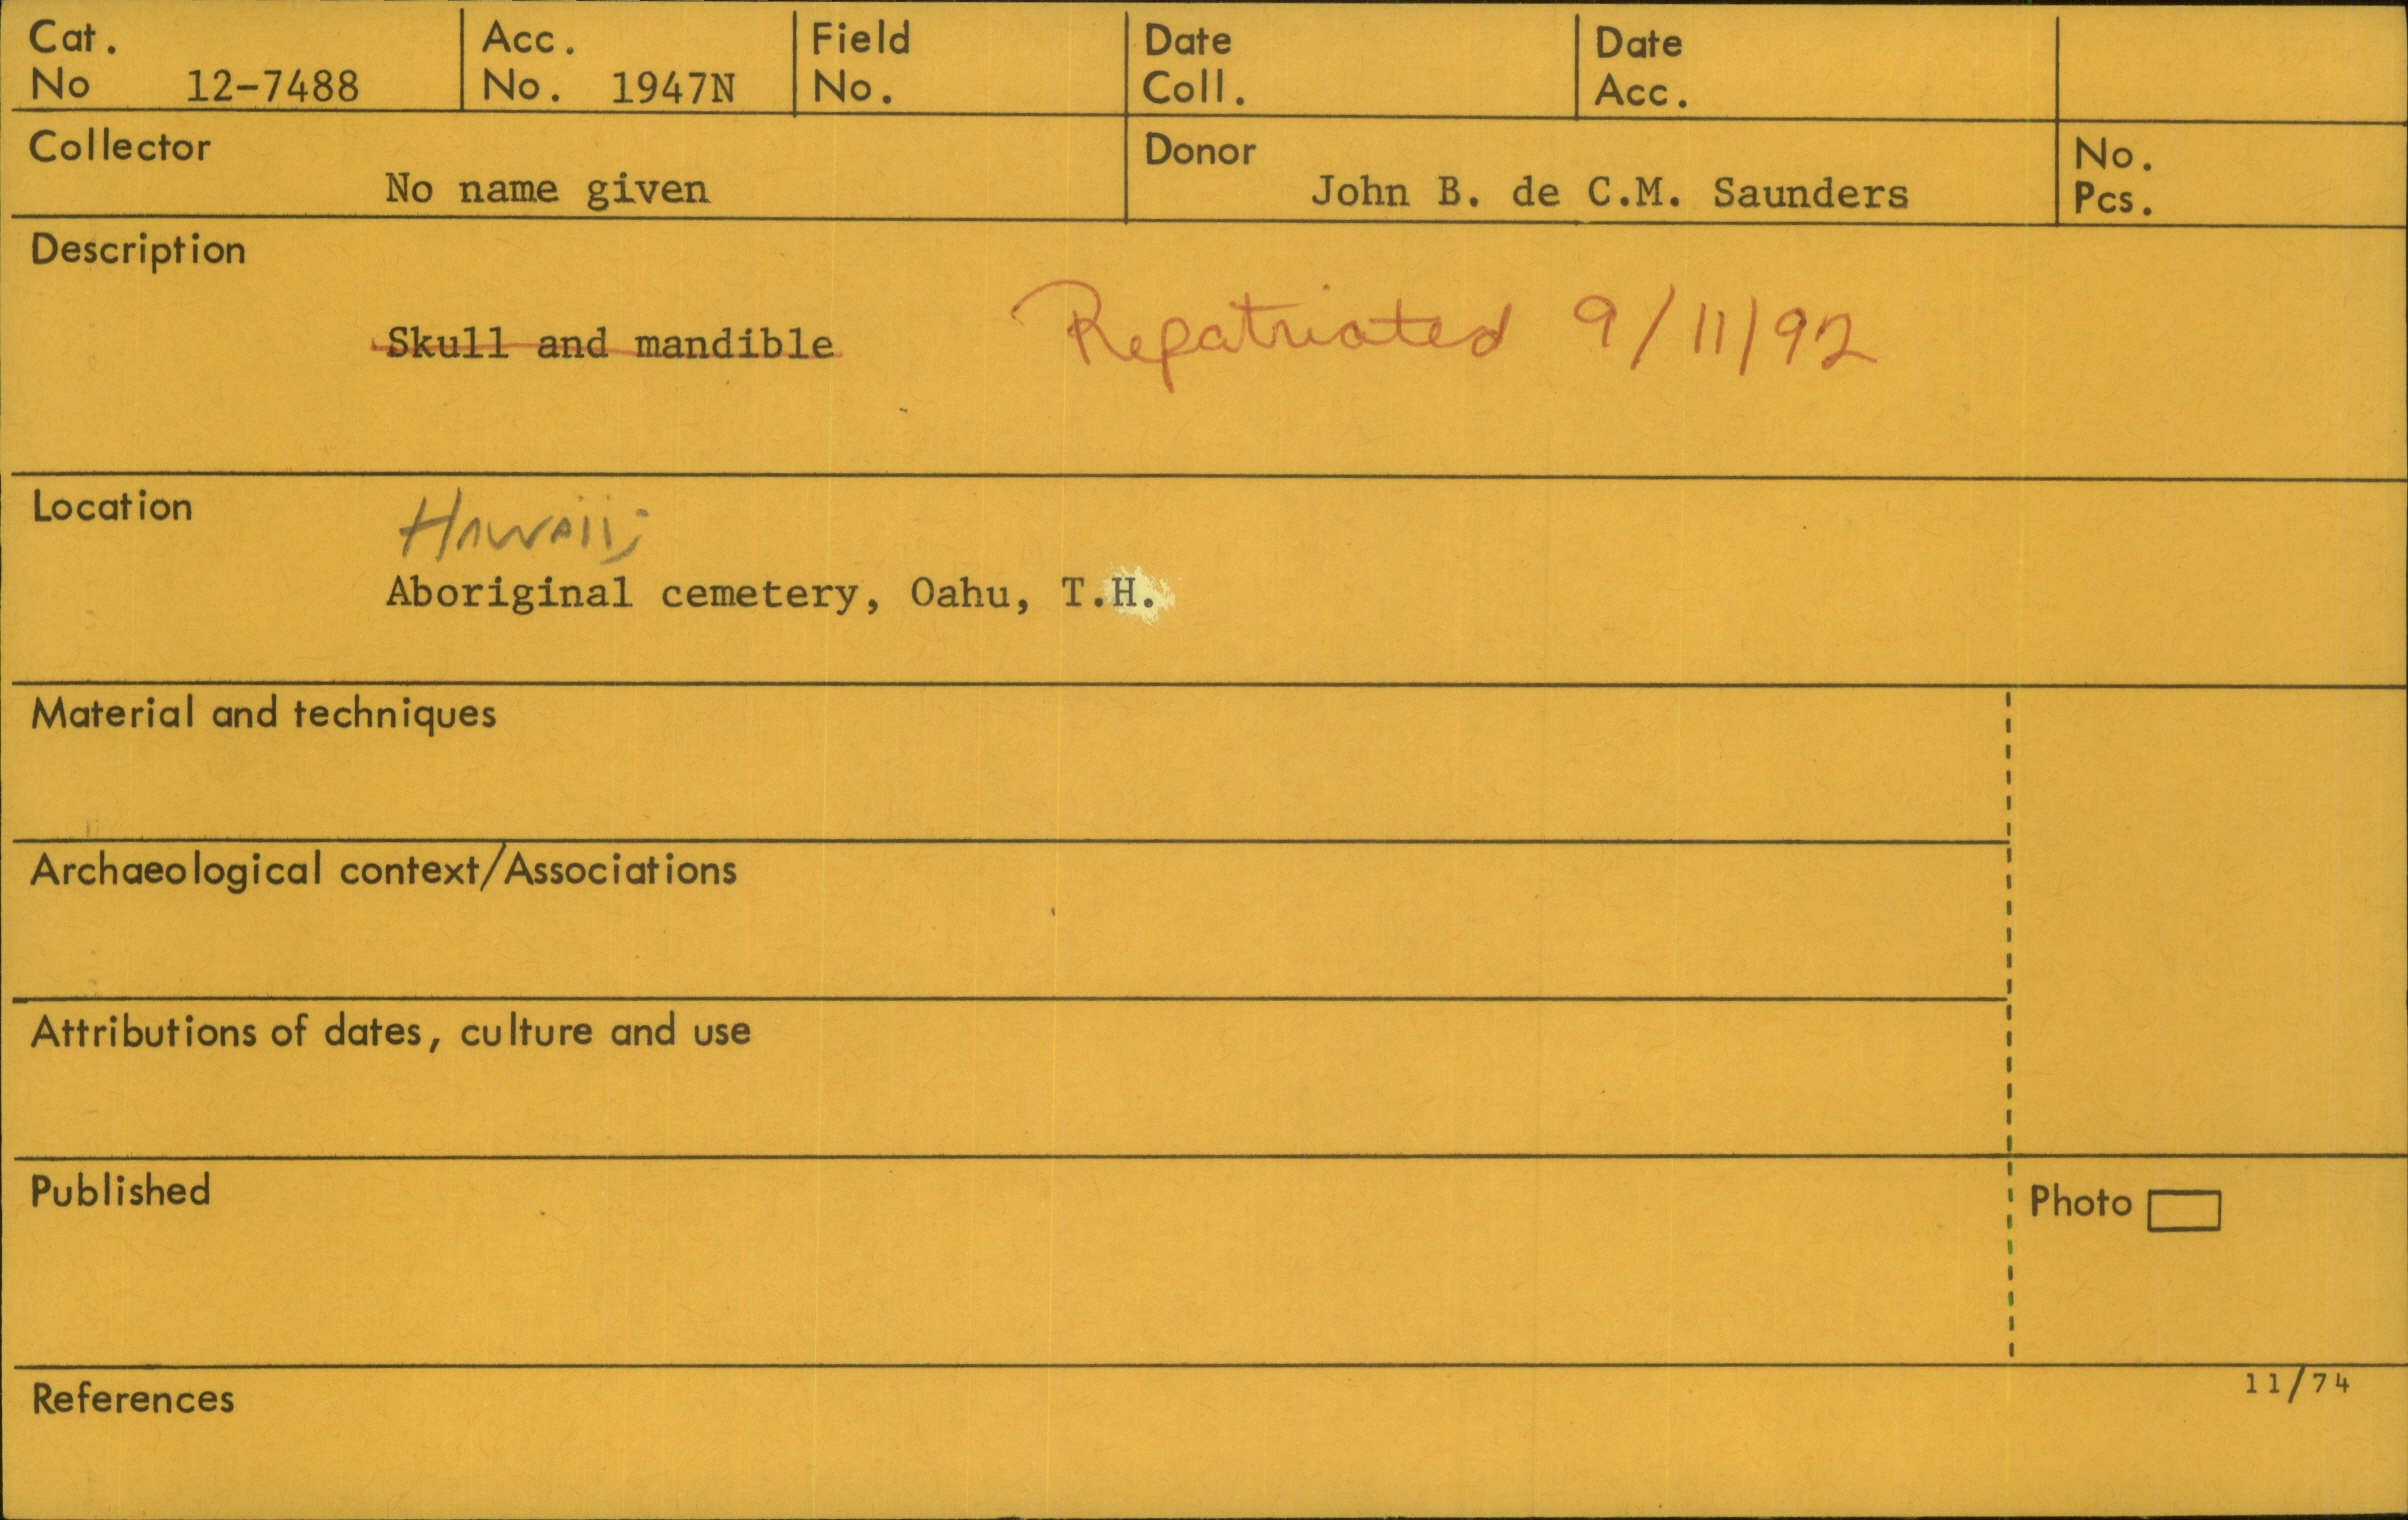 Cat. Acc. Field Date Date
No 12-7488 No. 1947N No. Coll. Acc.
Collector Donor No.
No name given John B. de C.M. Saunders Pcs.
Description
Skull and mandible Repatriated 9/11/92
Location Hawaii;
Aboriginal cemetery, Oahu, T.H.
Material and techniques
Archaeological context/Associations
Attributions of dates, culture and use
Published Photo
References 11/74